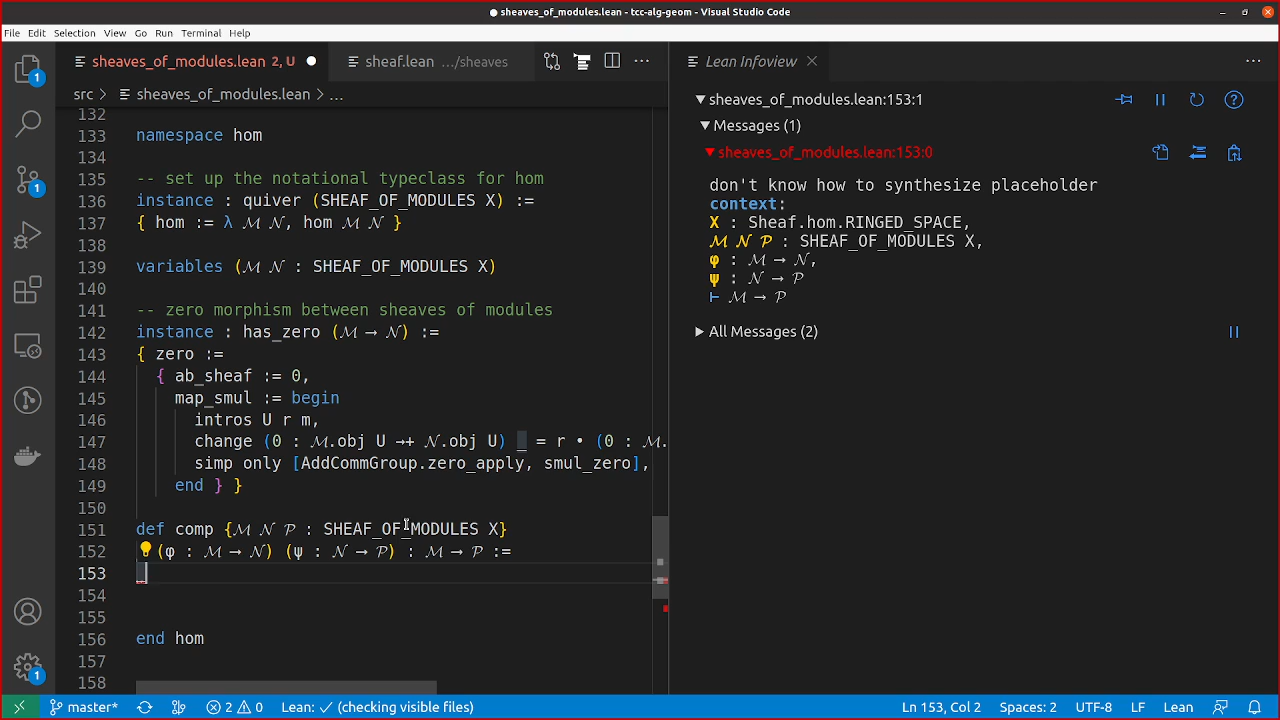 sheaves_of_modules.lean - tcc-alg-geom - Visual Studio Code
File Edit Selection View Go Run Terminal Help
sheaves_of_modules.lean 2, U
sheaf.lean .../sheaves
Lean Infoview
src > sheaves_of_modules.lean > ...
132
133 namespace hom
134
135 -- set up the notational typeclass for hom
136 instance : quiver (SHEAF_OF_MODULES X) :=
137 { hom := λ ℳ 𝒩, hom ℳ 𝒩 }
138
139 variables (ℳ 𝒩 : SHEAF_OF_MODULES X)
140
141 -- zero morphism between sheaves of modules
142 instance : has_zero (ℳ ⟶ 𝒩) :=
143 { zero :=
144 { ab_sheaf := 0,
145 map_smul := begin
146 intros U r m,
147 change (0 : ℳ.obj U →+ 𝒩.obj U) _ = r • (0 : ℳ.
148 simp only [AddCommGroup.zero_apply, smul_zero],
149 end } }
150
151 def comp {ℳ 𝒩 𝒫 : SHEAF_OF_MODULES X}
152 (φ : ℳ ⟶ 𝒩) (ψ : 𝒩 ⟶ 𝒫) : ℳ ⟶ 𝒫 :=
153 _
154
155
156 end hom
157
158
sheaves_of_modules.lean:153:1
Messages (1)
sheaves_of_modules.lean:153:0
don't know how to synthesize placeholder
context:
X : Sheaf.hom.RINGED_SPACE,
ℳ 𝒩 𝒫 : SHEAF_OF_MODULES X,
φ : ℳ ⟶ 𝒩,
ψ : 𝒩 ⟶ 𝒫
⊢ ℳ ⟶ 𝒫
All Messages (2)
1
1
1
master* 2 0 Lean: ✓ (checking visible files) Ln 153, Col 2 Spaces: 2 UTF-8 LF Lean